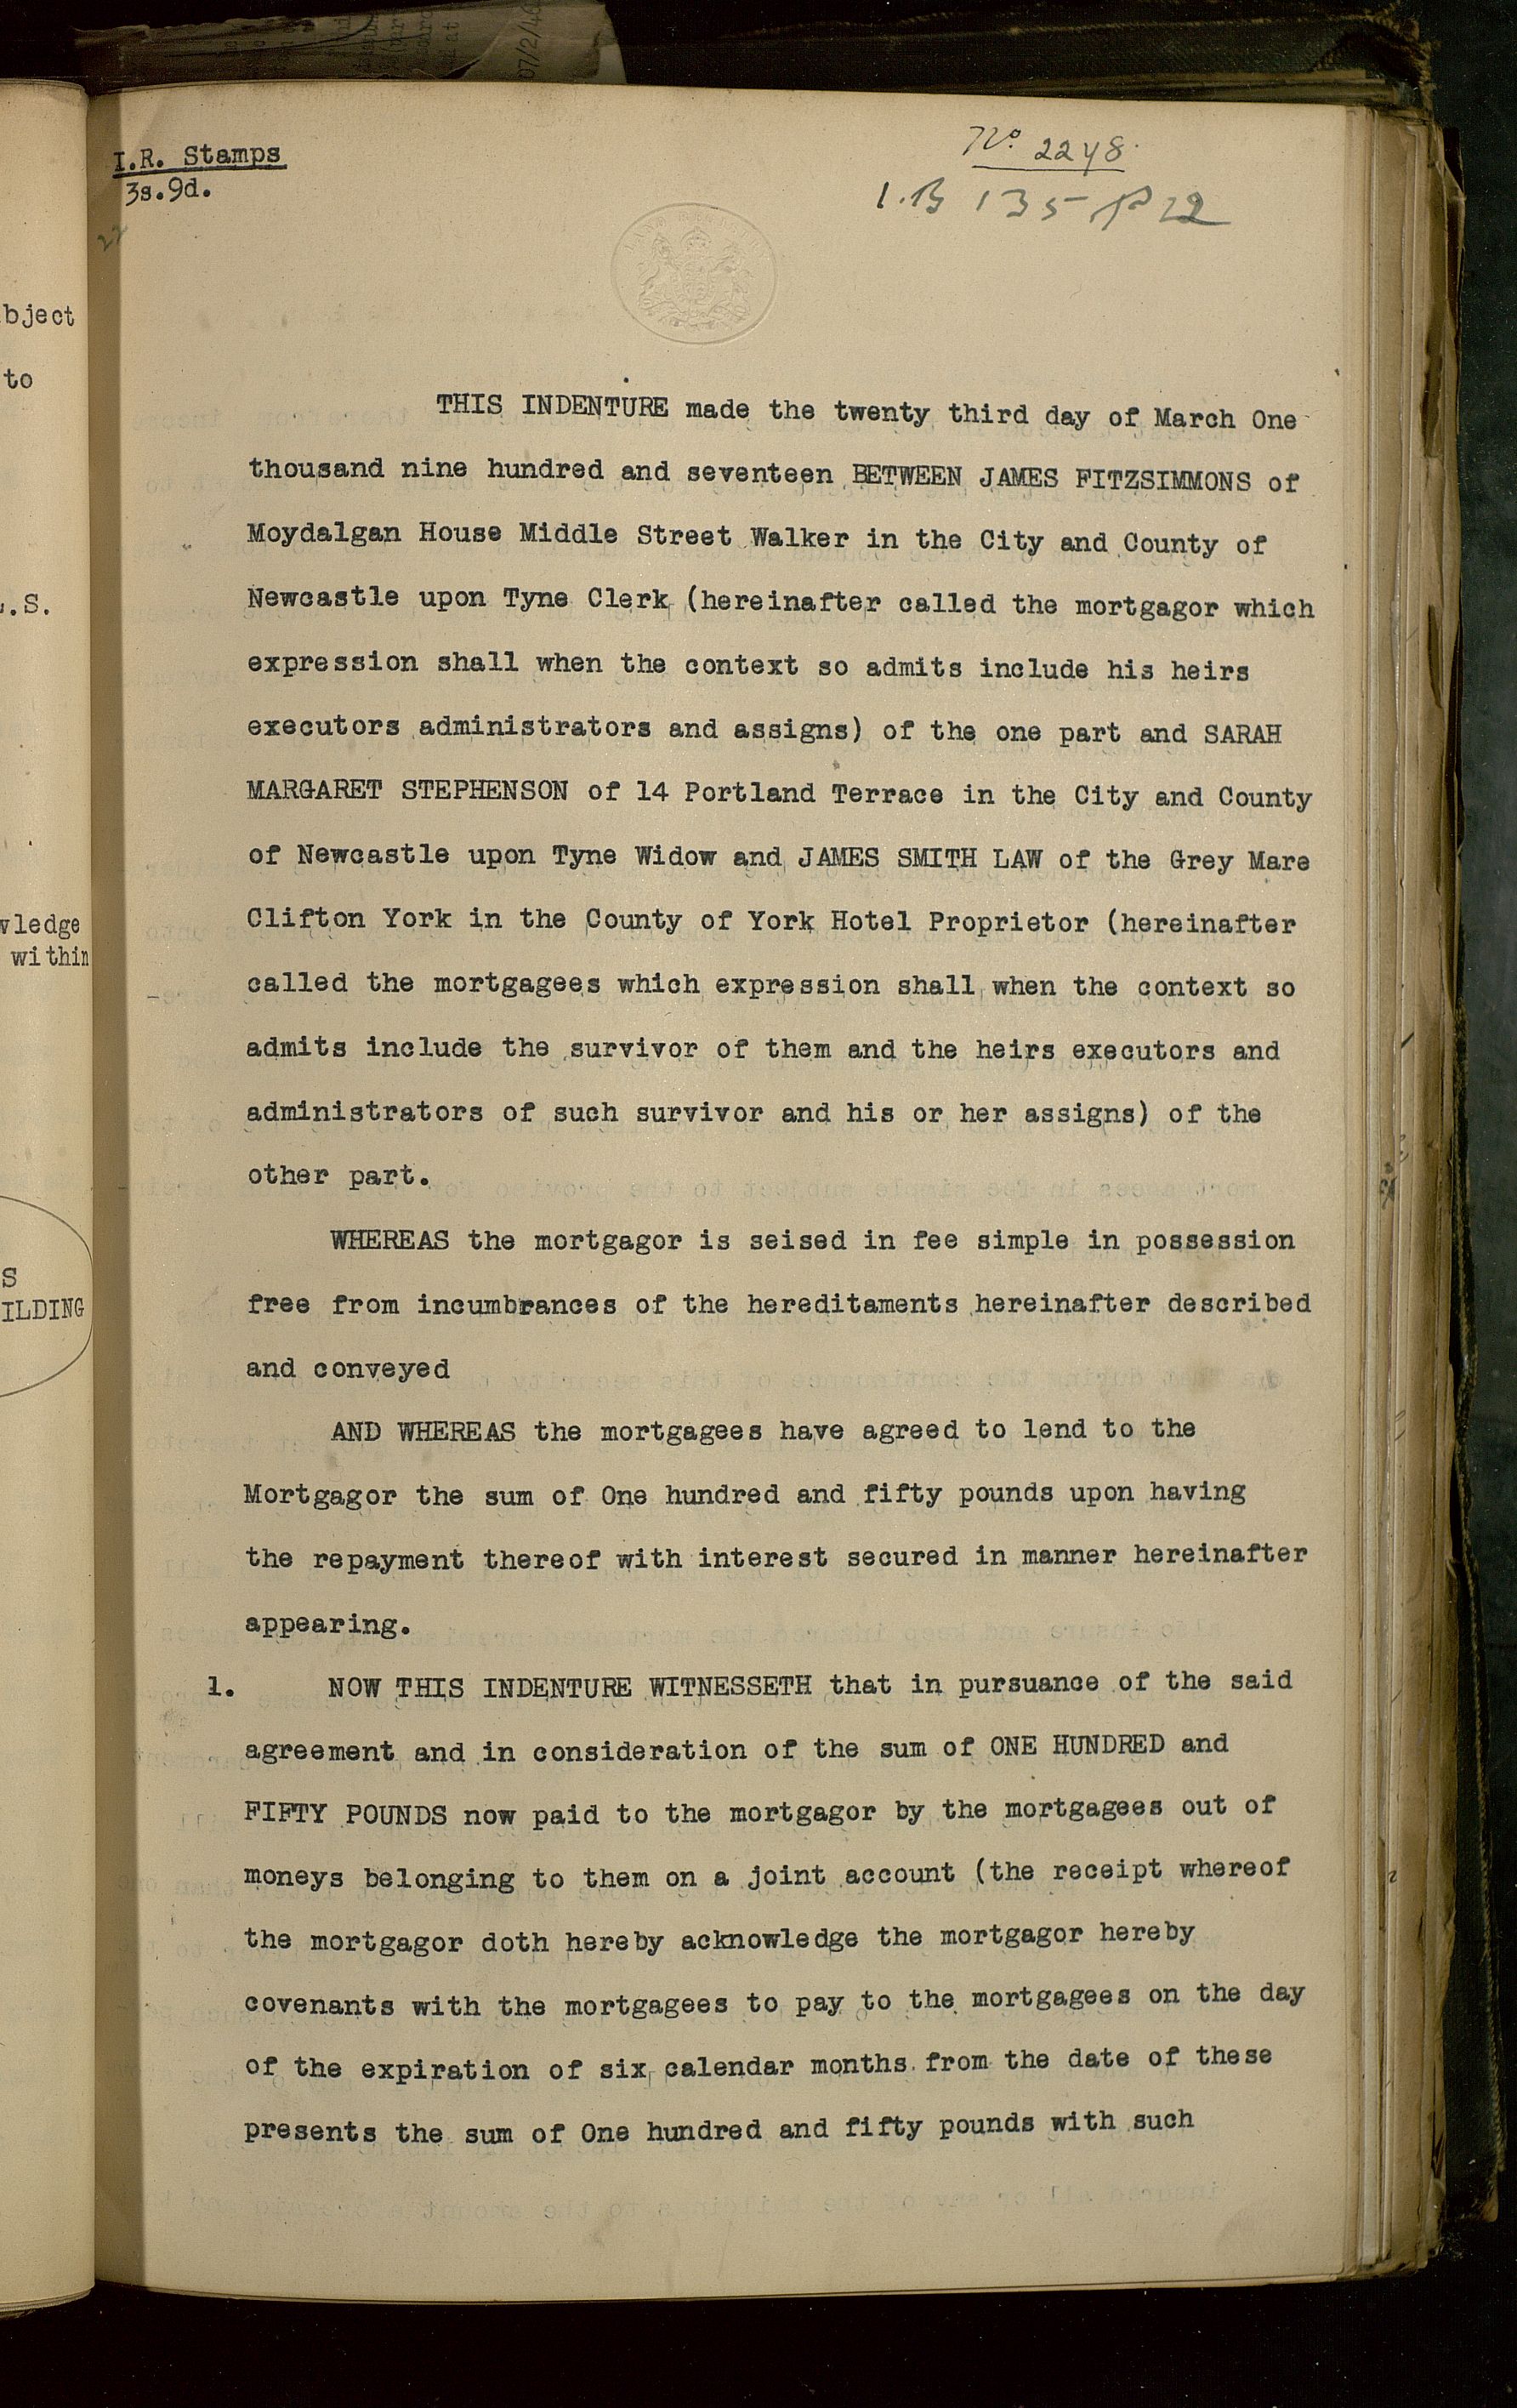 I.R. Stamps
3s.9d.
No. 2248.
1.B 135 P 22
THIS INDENTURE made the twenty third day of March One
thousand nine hundred and seventeen BETWEEN JAMES FITZSIMMONS of
Moydalgan House Middle Street Walker in the City and County of
Newcastle upon Tyne Clerk (hereinafter called the mortgagor which
expression shall when the context so admits include his heirs
executors administrators and assigns) of the one part and SARAH
MARGARET STEPHENSON of 14 Portland Terrace in the City and County
of Newcastle upon Tyne Widow and JAMES SMITH LAW of the Grey Mare
Clifton York in the County of York Hotel Proprietor (hereinafter
called the mortgagees which expression shall when the context so
admits include the survivor of them and the heirs executors and
administrators of such survivor and his or her assigns) of the
other part.
WHEREAS the mortgagor is seised in fee simple in possession
free from incumbrances of the hereditaments hereinafter described
and conveyed
AND WHEREAS the mortgagees have agreed to lend to the
Mortgagor the sum of One hundred and fifty pounds upon having
the repayment thereof with interest secured in manner hereinafter
appearing.
1. NOW THIS INDENTURE WITNESSETH that in pursuance of the said
agreement and in consideration of the sum of ONE HUNDRED and
FIFTY POUNDS now paid to the mortgagor by the mortgagees out of
moneys belonging to them on a joint account (the receipt whereof
the mortgagor doth hereby acknowledge the mortgagor hereby
covenants with the mortgagees to pay to the mortgagees on the day
of the expiration of six calendar months from the date of these
presents the sum of One hundred and fifty pounds with such
bject
to
.S.
wledge
within
S
ILDING
07/2/46